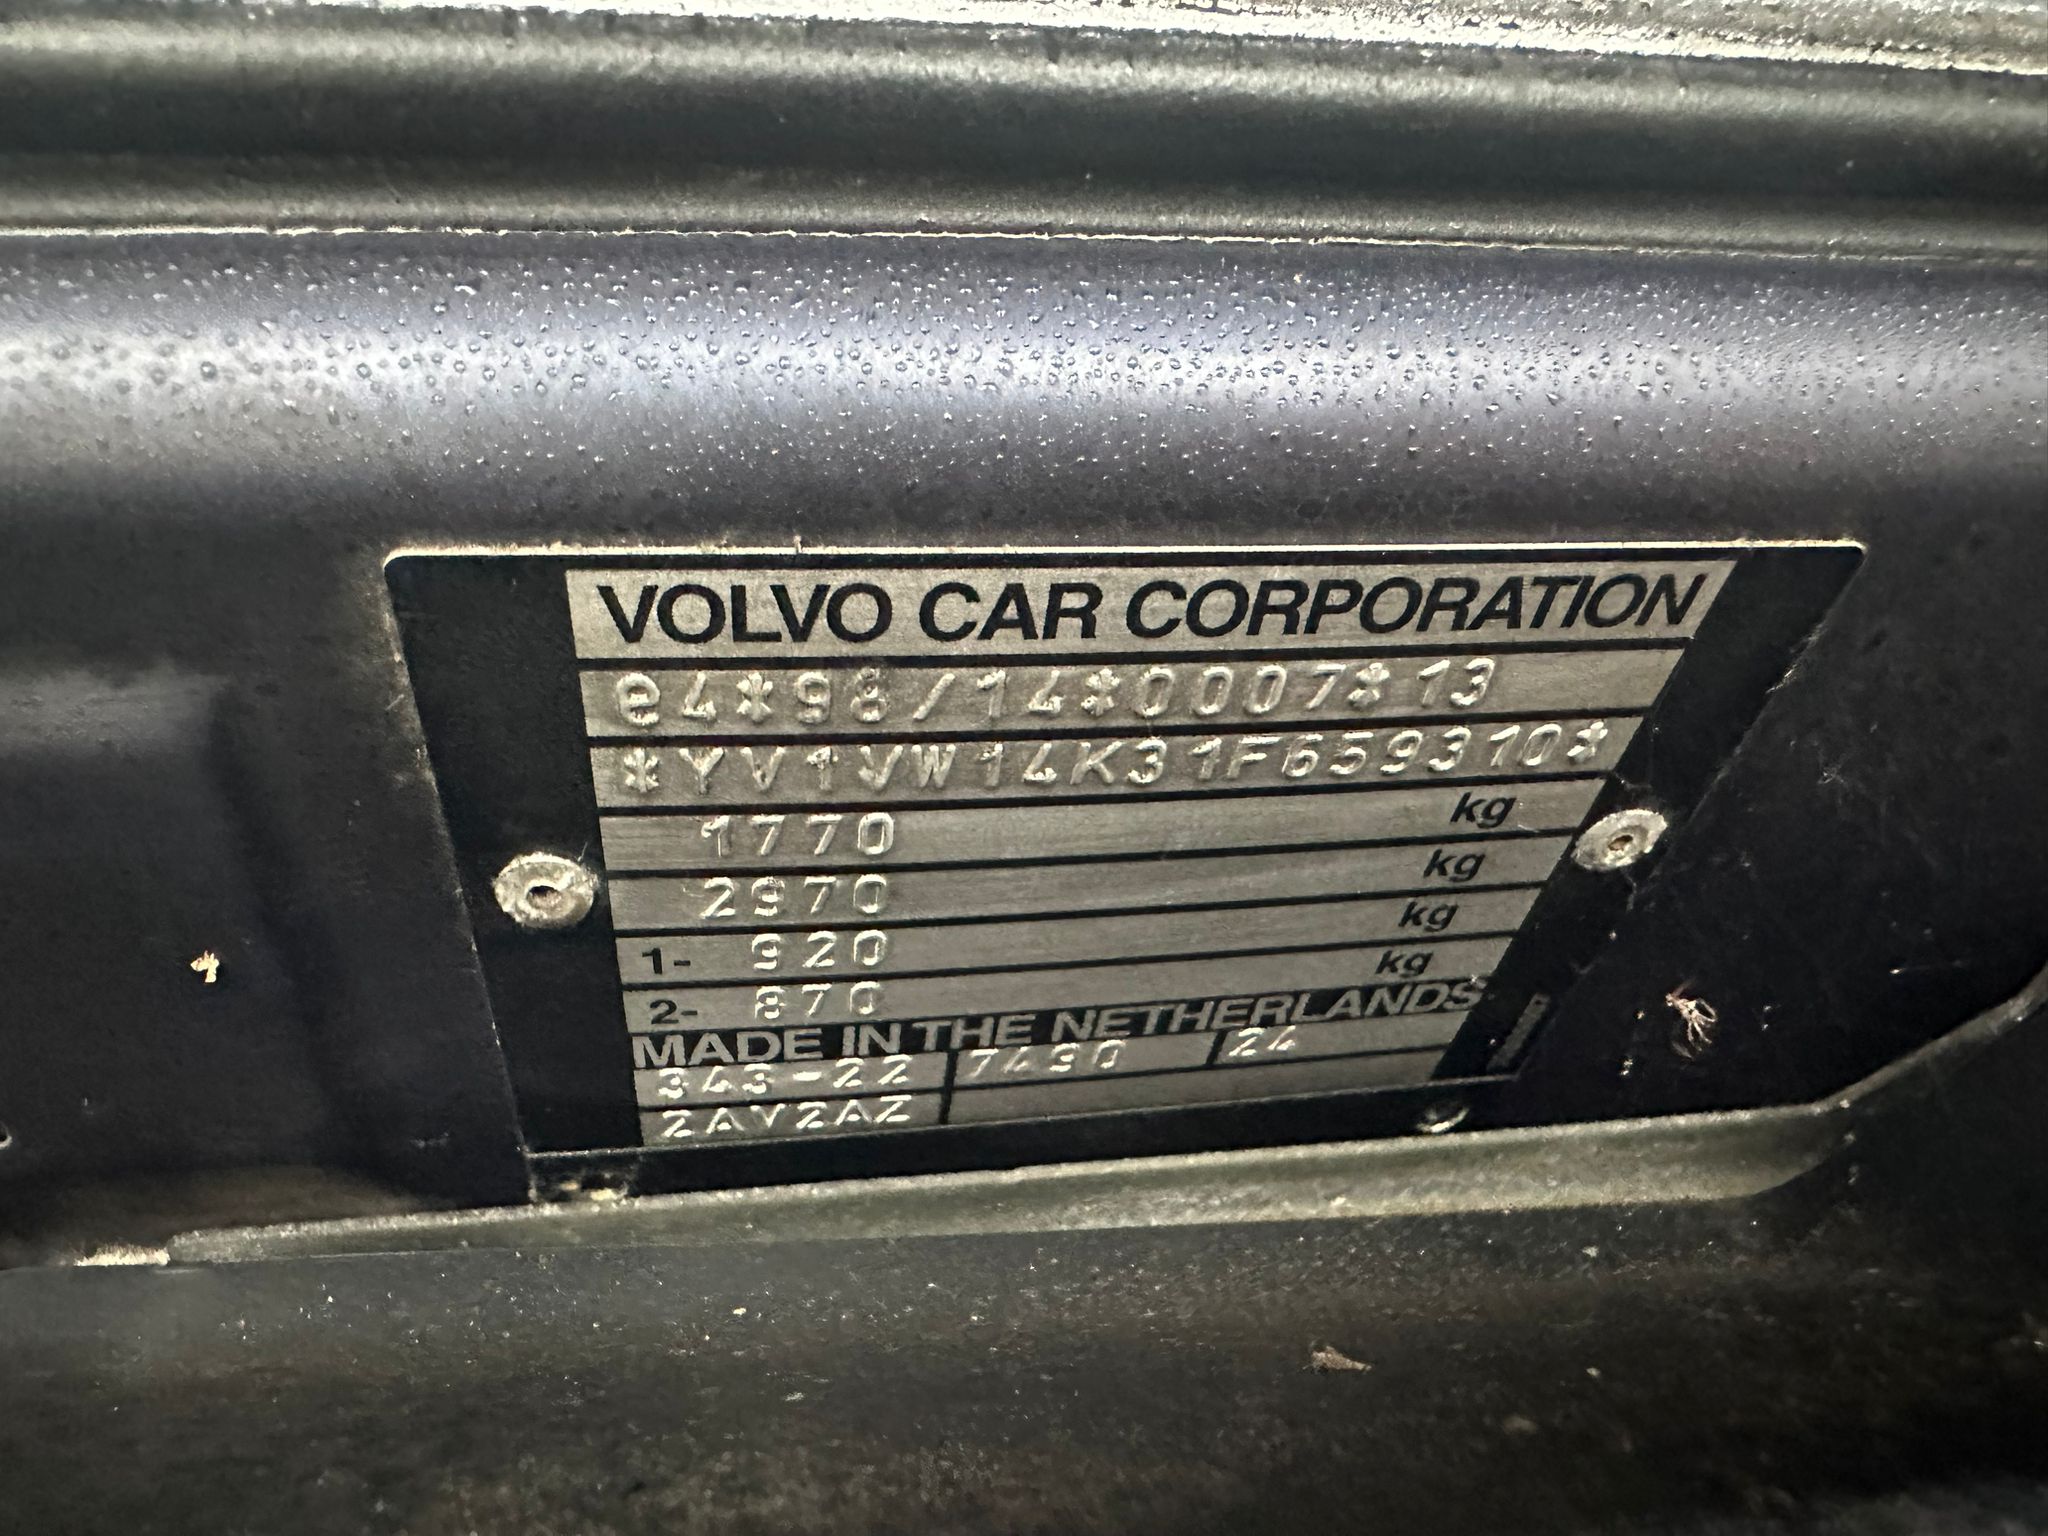 VOLVO CAR CORPORATION
e4*98/14*0007*13
*YV1VW14K31F659310*
1770 kg
2970 kg
1- 920 kg
2- 870 kg
MADE IN THE NETHERLANDS
343-22 7490 24
2AV2AZ